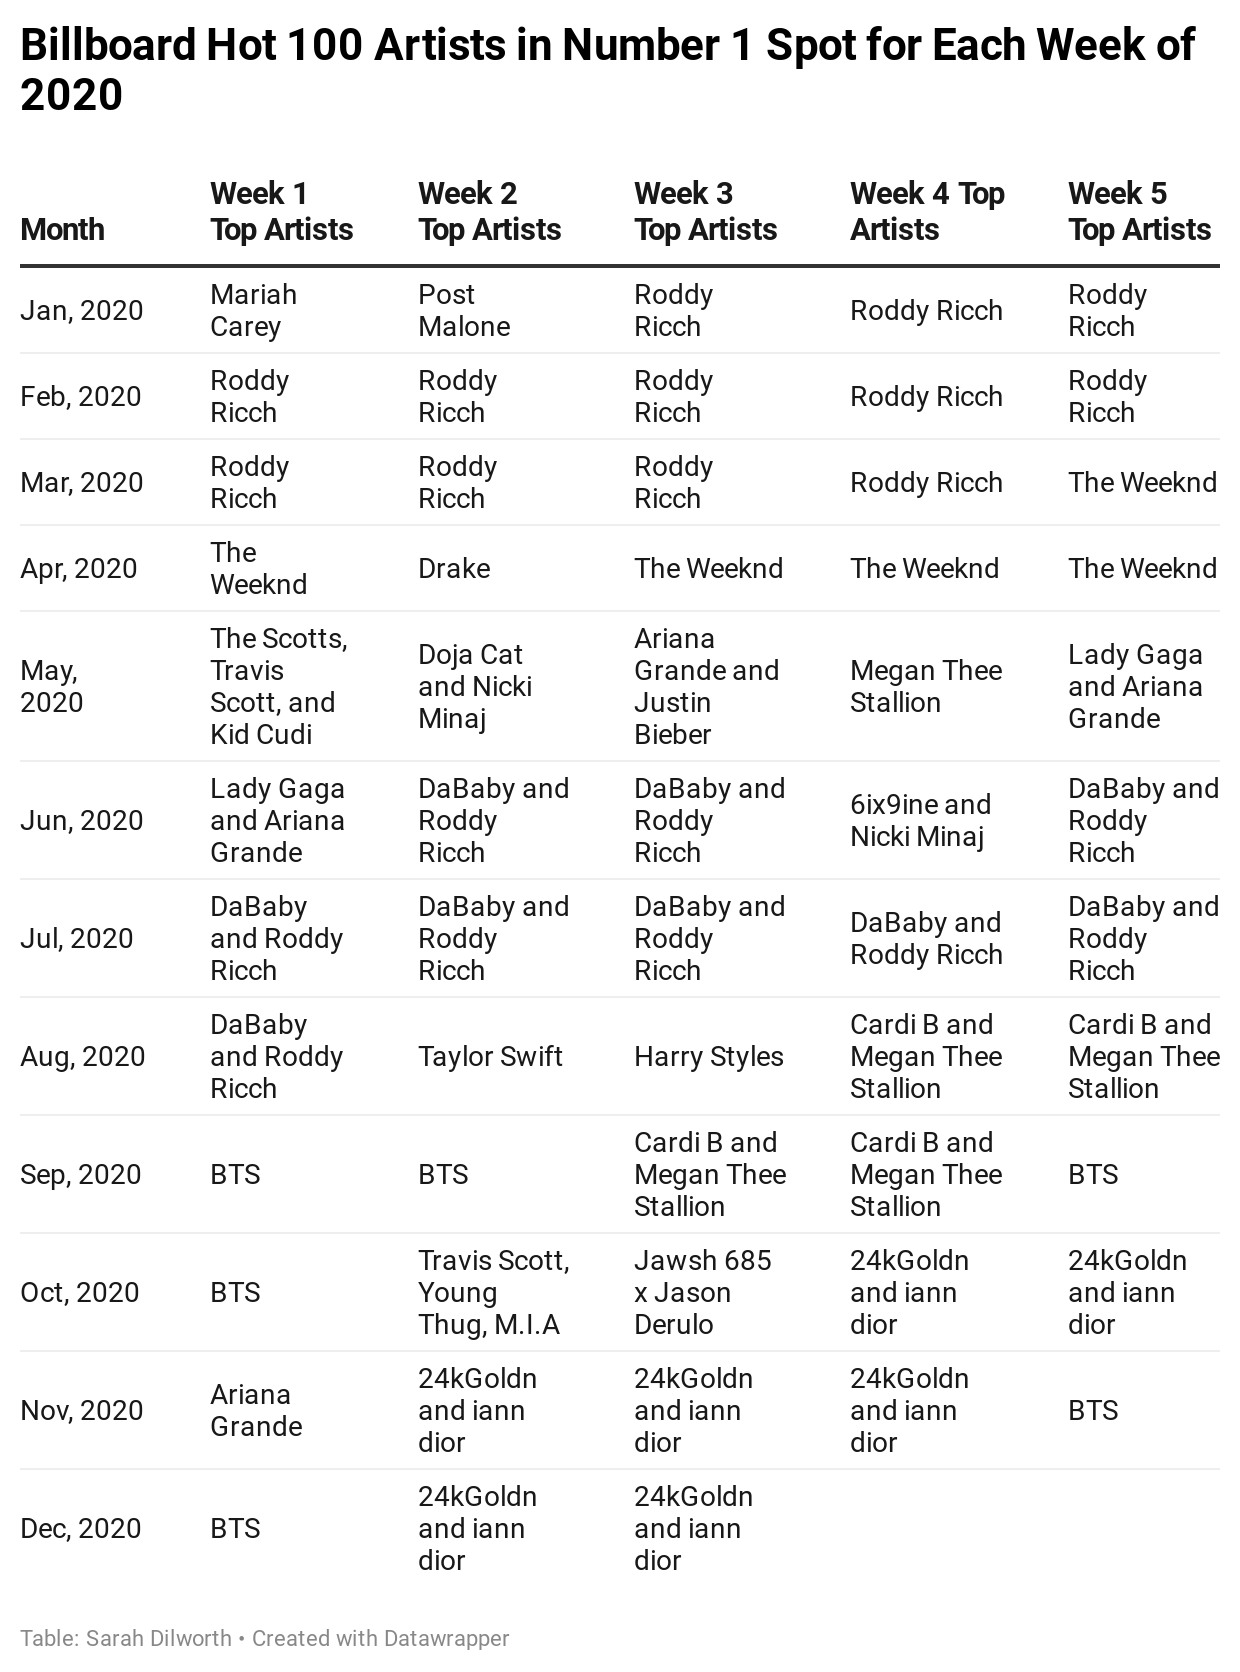 Billboard Hot 100 Artists in Number 1 Spot for Each Week of
2020
Month
Week 1
Top Artists
Week 2
Top Artists
Week 3
Top Artists
Week 4 Top
Artists
Week 5
Top Artists
Jan, 2020
Mariah
Carey
Post
Malone
Roddy
Ricch
Roddy Ricch
Roddy
Ricch
Feb, 2020
Roddy
Ricch
Roddy
Ricch
Roddy
Ricch
Roddy Ricch
Roddy
Ricch
Mar, 2020
Roddy
Ricch
Roddy
Ricch
Roddy
Ricch
Roddy Ricch
The Weeknd
Apr, 2020
The
Weeknd
Drake
The Weeknd
The Weeknd
The Weeknd
May,
2020
The Scotts,
Travis
Scott, and
Kid Cudi
Doja Cat
and Nicki
Minaj
Ariana
Grande and
Justin
Bieber
Megan Thee
Stallion
Lady Gaga
and Ariana
Grande
Jun, 2020
Lady Gaga
and Ariana
Grande
DaBaby and
Roddy
Ricch
DaBaby and
Roddy
Ricch
6ix9ine and
Nicki Minaj
DaBaby and
Roddy
Ricch
Jul, 2020
DaBaby
and Roddy
Ricch
DaBaby and
Roddy
Ricch
DaBaby and
Roddy
Ricch
DaBaby and
Roddy Ricch
DaBaby and
Roddy
Ricch
Aug, 2020
DaBaby
and Roddy
Ricch
Taylor Swift
Harry Styles
Cardi B and
Megan Thee
Stallion
Cardi B and
Megan Thee
Stallion
Sep, 2020
BTS
BTS
Cardi B and
Megan Thee
Stallion
Cardi B and
Megan Thee
Stallion
BTS
Oct, 2020
BTS
Travis Scott,
Young
Thug, M.I.A
Jawsh 685
x Jason
Derulo
24kGoldn
and iann
dior
24kGoldn
and iann
dior
Nov, 2020
Ariana
Grande
24kGoldn
and iann
dior
24kGoldn
and iann
dior
24kGoldn
and iann
dior
BTS
Dec, 2020
BTS
24kGoldn
and iann
dior
24kGoldn
and iann
dior
Table: Sarah Dilworth • Created with Datawrapper